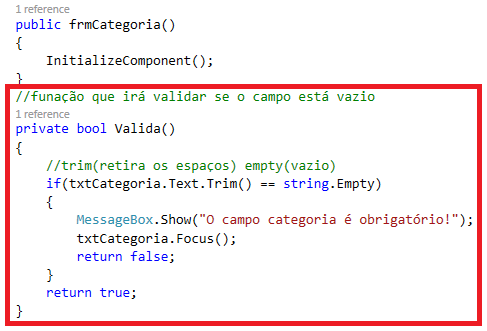 1 reference
public frmCategoria()
{
    InitializeComponent();
}
//funação que irá validar se o campo está vazio
1 reference
private bool Valida()
{
    //trim(retira os espaços) empty(vazio)
    if(txtCategoria.Text.Trim() == string.Empty)
    {
        MessageBox.Show("O campo categoria é obrigatório!");
        txtCategoria.Focus();
        return false;
    }
    return true;
}